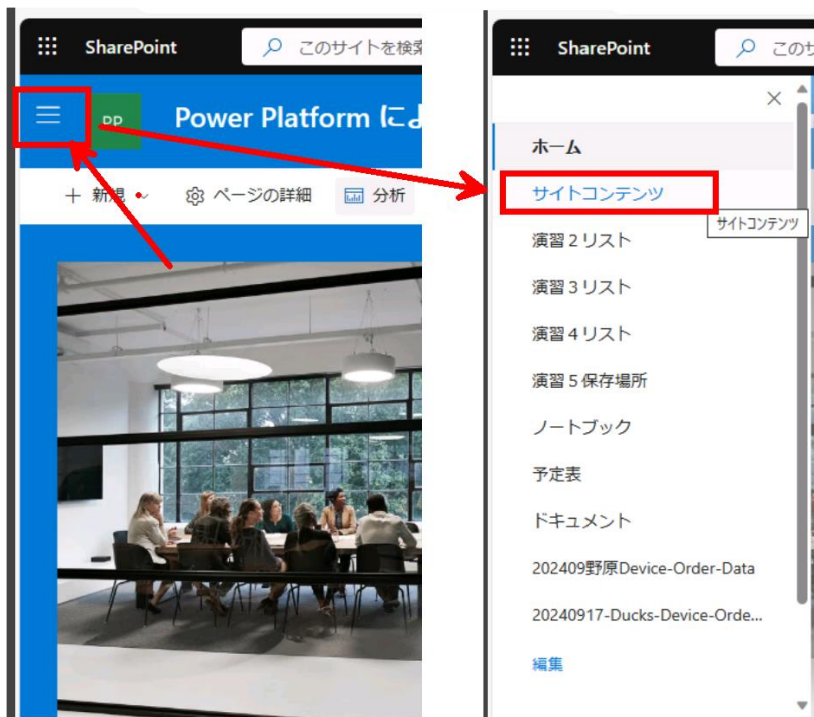 SharePoint
このサイトを検索
PP
Power Platform によ
新規
ページの詳細
分析
SharePoint
このサ
ホーム
サイトコンテンツ
サイトコンテンツ
演習２リスト
演習３リスト
演習４リスト
演習５保存場所
ノートブック
予定表
ドキュメント
202409野原Device-Order-Data
20240917-Ducks-Device-Orde...
編集